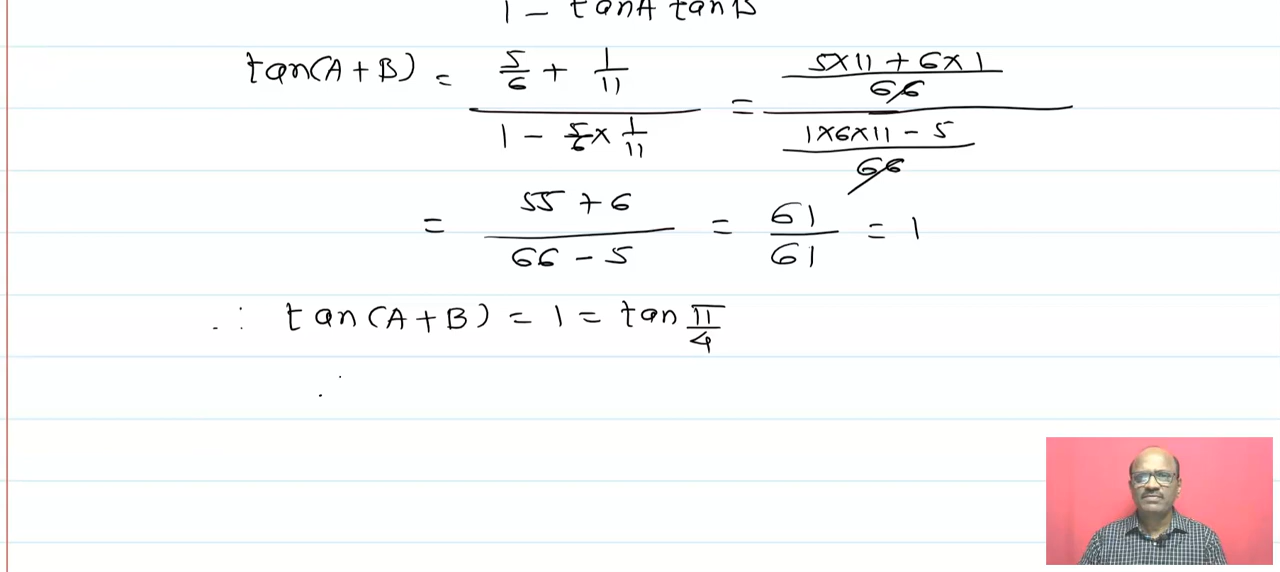 1 - tanA tanB
tan(A+B) = (5/6 + 1/11) / (1 - 5/6 × 1/11) = ((5×11 + 6×1)/66) / ((1×6×11 - 5)/66)
= (55 + 6)/(66 - 5) = 61/61 = 1
∴ tan(A+B) = 1 = tan π/4